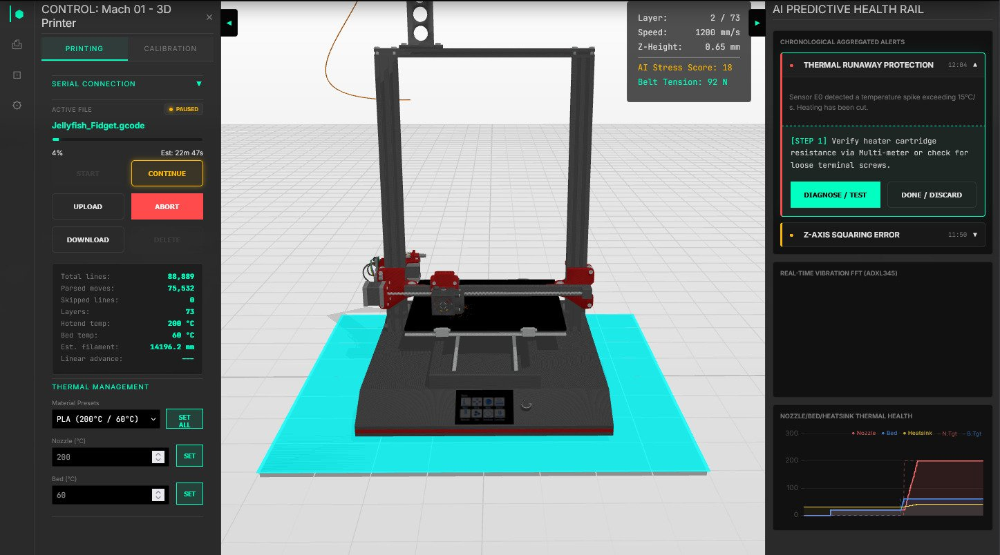 CONTROL: Mach 01 - 3D
Printer
×
PRINTING
CALIBRATION
SERIAL CONNECTION ▼
ACTIVE FILE
PAUSED
Jellyfish_Fidget.gcode
4%
Est: 22m 47s
START
CONTINUE
UPLOAD
ABORT
DOWNLOAD
DELETE
Total lines: 88,889
Parsed moves: 75,532
Skipped lines: 0
Layers: 73
Hotend temp: 200 °C
Bed temp: 60 °C
Est. filament: 14196.2 mm
Linear advance: ———
THERMAL MANAGEMENT
Material Presets
PLA (200°C / 60°C)
SET
ALL
Nozzle (°C)
200
SET
Bed (°C)
60
SET
Layer: 2 / 73
Speed: 1200 mm/s
Z-Height: 0.65 mm
AI Stress Score: 18
Belt Tension: 92 N
AI PREDICTIVE HEALTH RAIL
CHRONOLOGICAL AGGREGATED ALERTS
THERMAL RUNAWAY PROTECTION 12:04 ▲
Sensor E0 detected a temperature spike exceeding 15°C/
s. Heating has been cut.
[STEP 1] Verify heater cartridge
resistance via Multi-meter or check for
loose terminal screws.
DIAGNOSE / TEST
DONE / DISCARD
Z-AXIS SQUARING ERROR 11:50 ▼
REAL-TIME VIBRATION FFT (ADXL345)
NOZZLE/BED/HEATSINK THERMAL HEALTH
Nozzle Bed Heatsink N.Tgt B.Tgt
300
200
100
0